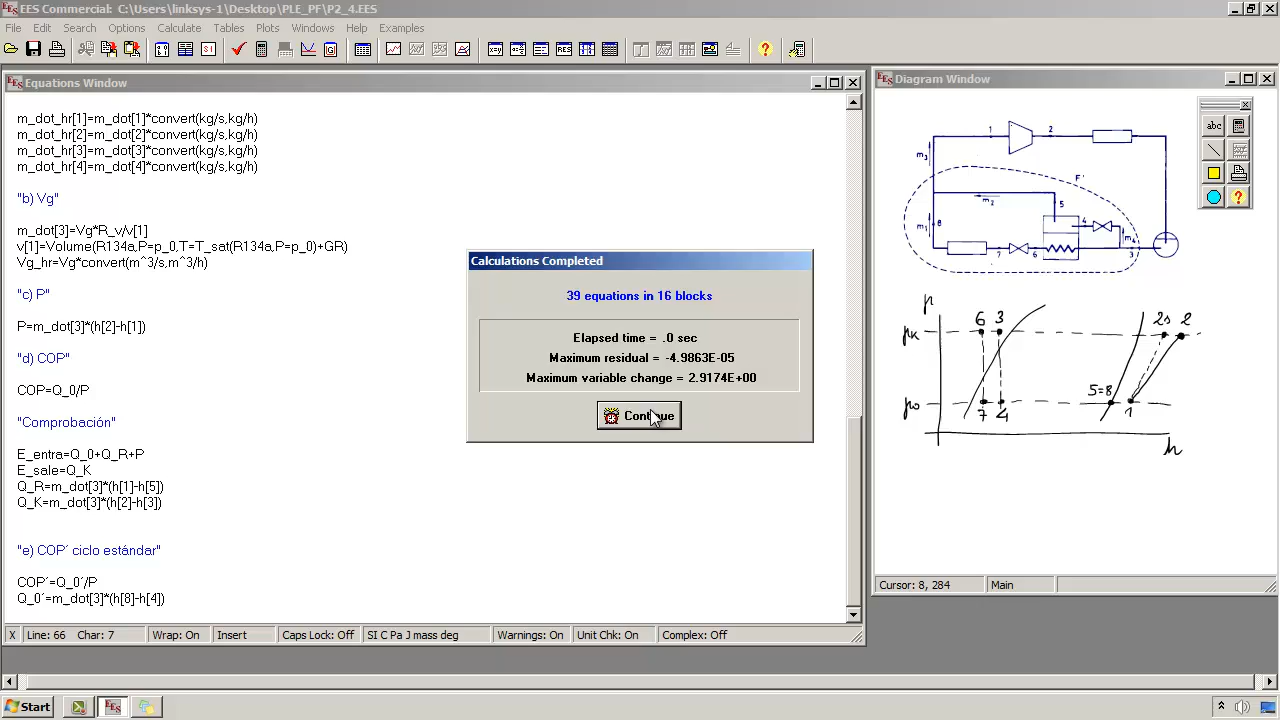 EES Commercial: C:\Users\linksys-1\Desktop\PLE_PF\P2_4.EES
File Edit Search Options Calculate Tables Plots Windows Help Examples
Equations Window
m_dot_hr[1]=m_dot[1]*convert(kg/s,kg/h)
m_dot_hr[2]=m_dot[2]*convert(kg/s,kg/h)
m_dot_hr[3]=m_dot[3]*convert(kg/s,kg/h)
m_dot_hr[4]=m_dot[4]*convert(kg/s,kg/h)
"b) Vg"
m_dot[3]=Vg*R_v/v[1]
v[1]=Volume(R134a,P=p_0,T=T_sat(R134a,P=p_0)+GR)
Vg_hr=Vg*convert(m^3/s,m^3/h)
"c) P"
P=m_dot[3]*(h[2]-h[1])
"d) COP"
COP=Q_0/P
"Comprobación"
E_entra=Q_0+Q_R+P
E_sale=Q_K
Q_R=m_dot[3]*(h[1]-h[5])
Q_K=m_dot[3]*(h[2]-h[3])
"e) COP´ ciclo estándar"
COP´=Q_0´/P
Q_0´=m_dot[3]*(h[8]-h[4])
X Line: 66 Char: 7 Wrap: On Insert Caps Lock: Off SI C Pa J mass deg Warnings: On Unit Chk: On Complex: Off
Calculations Completed
39 equations in 16 blocks
Elapsed time = .0 sec
Maximum residual = -4.9863E-05
Maximum variable change = 2.9174E+00
Continue
Diagram Window
abc
1 2
m3
F'
m2
5
8
m1
4
m4
7 6 3
p
6 3 2s 2
pk
5=8
po
7 4 1
h
Cursor: 8, 284 Main
Start